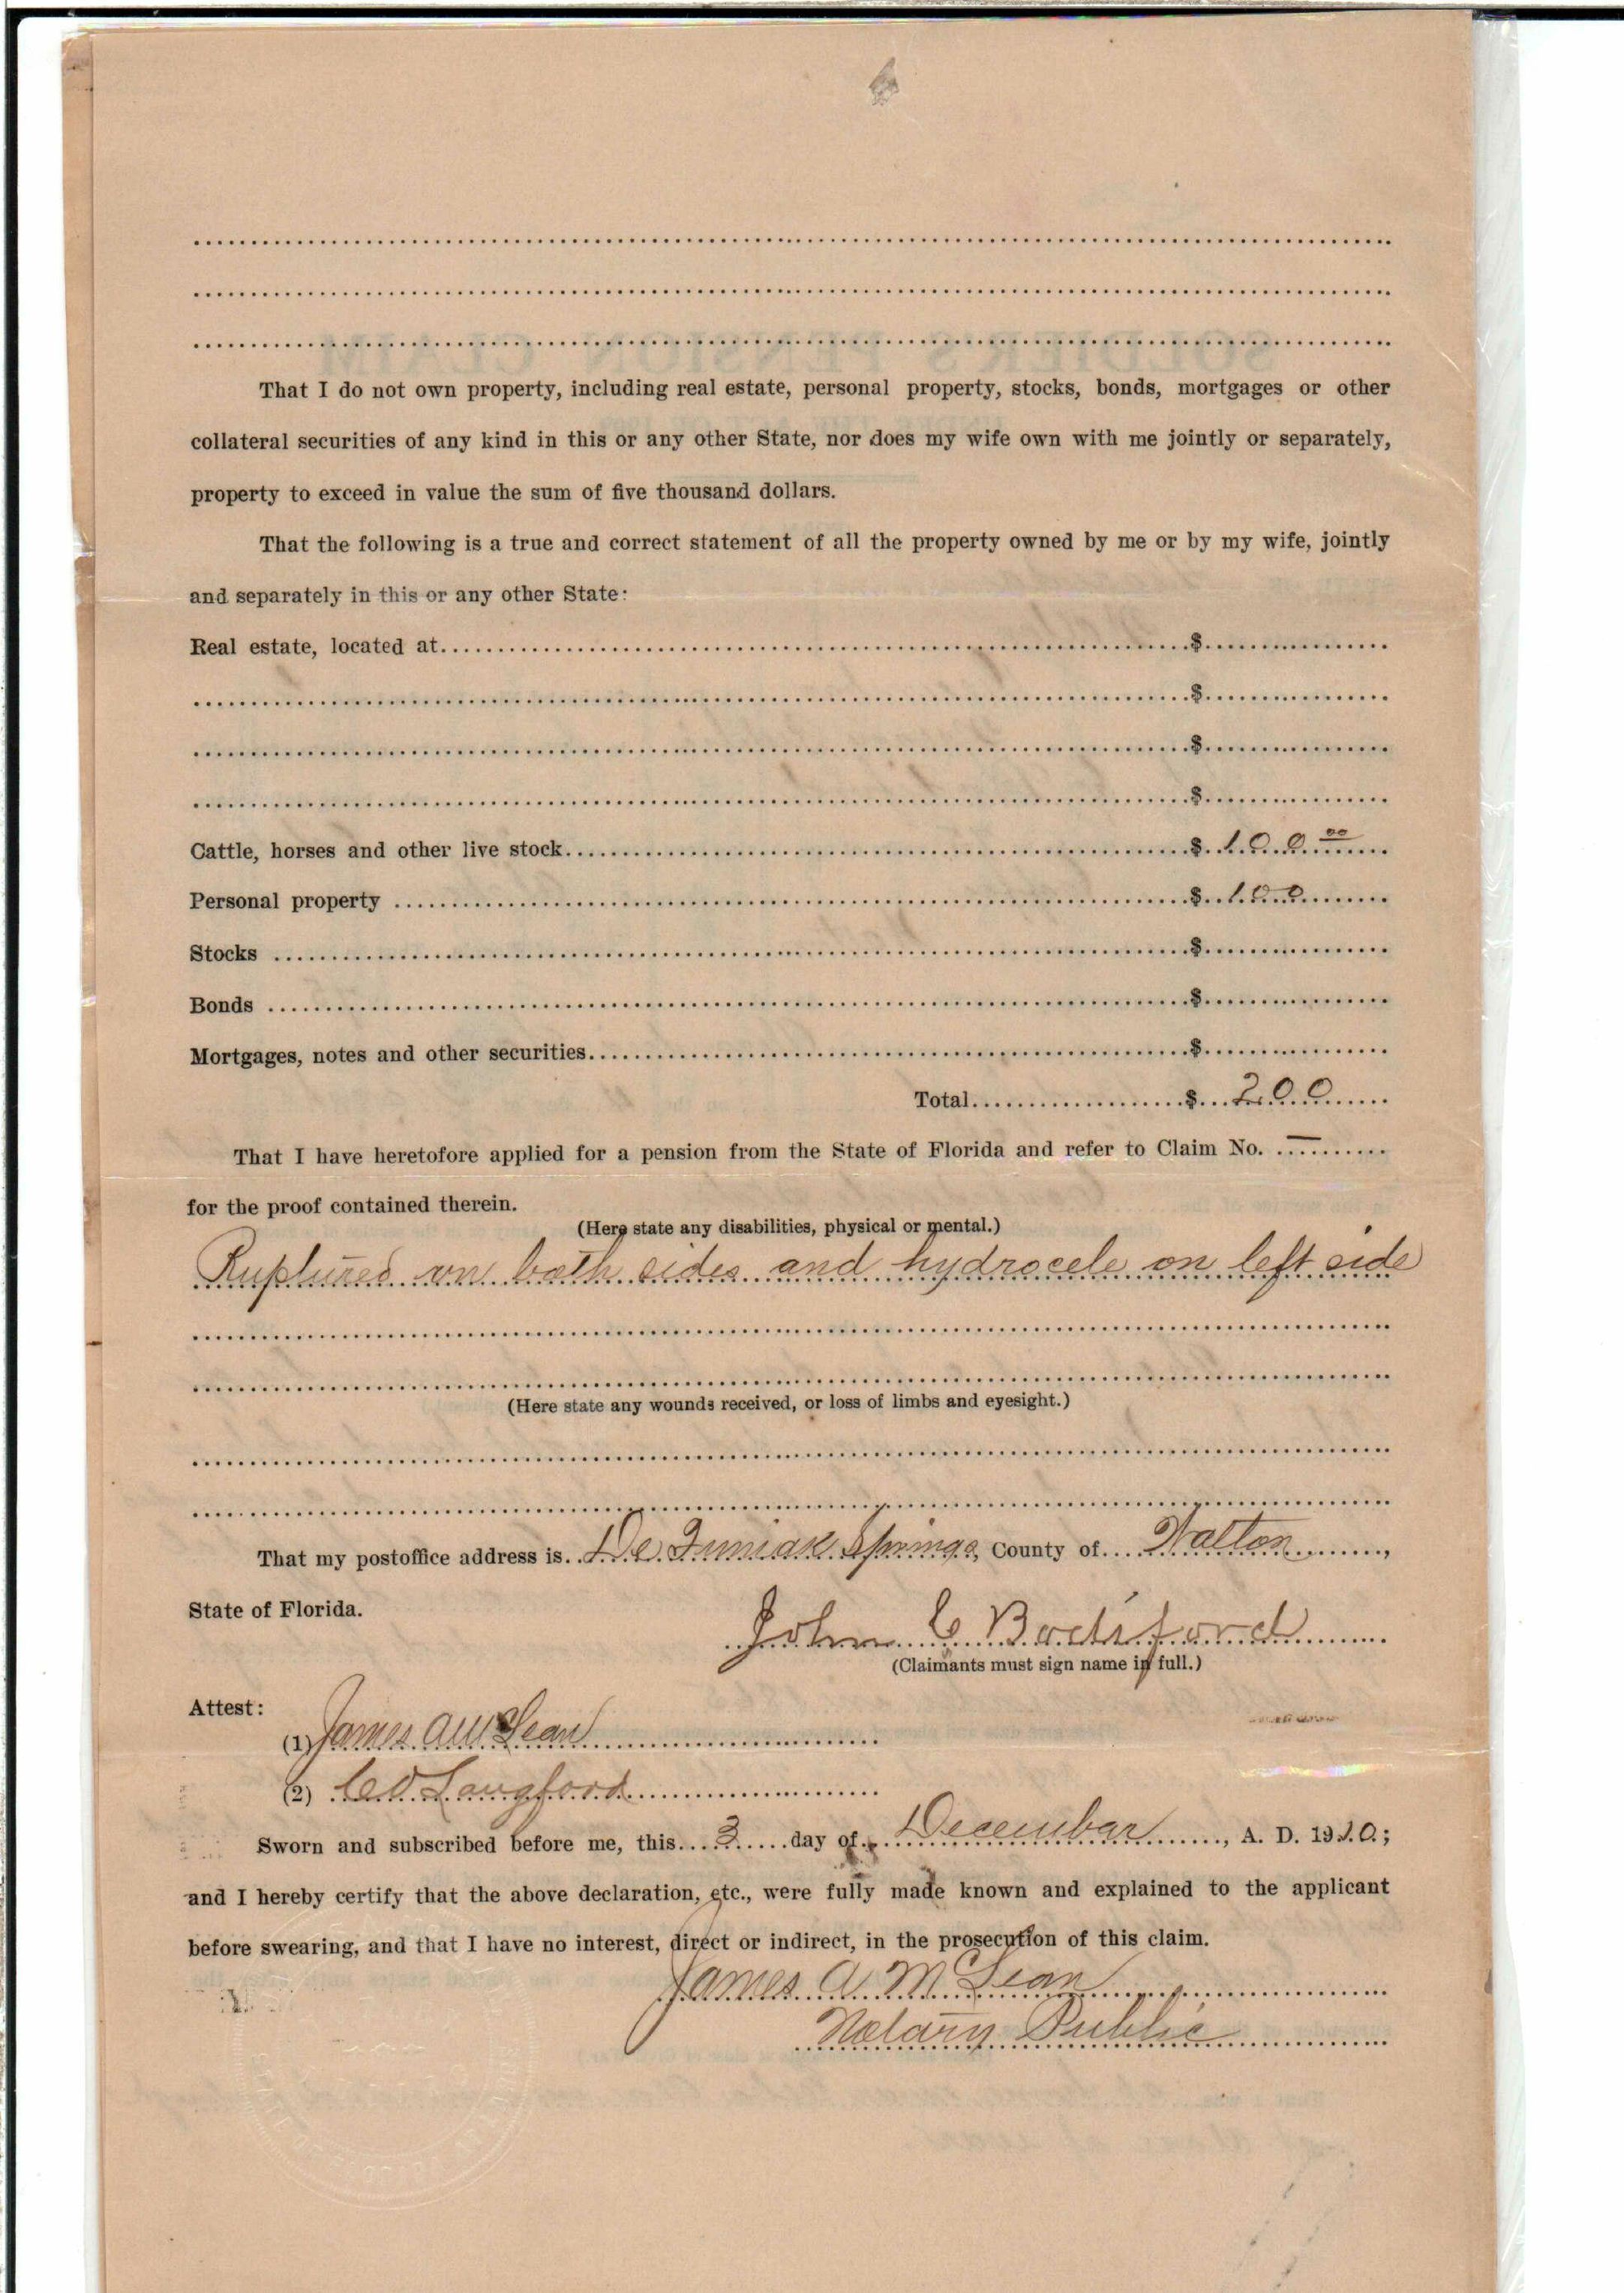 6
That I do not own property, including real estate, personal property, stocks, bonds, mortgages or other
collateral securities of any kind in this or any other State, nor does my wife own with me jointly or separately,
property to exceed in value the sum of five thousand dollars.
That the following is a true and correct statement of all the property owned by me or by my wife, jointly
and separately in this or any other State:
Real estate, located at $
$
$
$
Cattle, horses and other live stock $ 100 00
Personal property $ 100
Stocks $
Bonds $
Mortgages, notes and other securities $
Total $ 200
That I have heretofore applied for a pension from the State of Florida and refer to Claim No. —
for the proof contained therein.
(Here state any disabilities, physical or mental.)
Ruptured on both sides and hydrocele on left side
(Here state any wounds received, or loss of limbs and eyesight.)
That my postoffice address is De Funiak Springs, County of Walton,
State of Florida.
John C
(Claimants must sign name in full.)
Attest:
(1) James A McLean
(2) Langford
Sworn and subscribed before me, this 3 day of December, A. D. 1910;
and I hereby certify that the above declaration, etc., were fully made known and explained to the applicant
before swearing, and that I have no interest, direct or indirect, in the prosecution of this claim.
James A. McLean
Notary Public